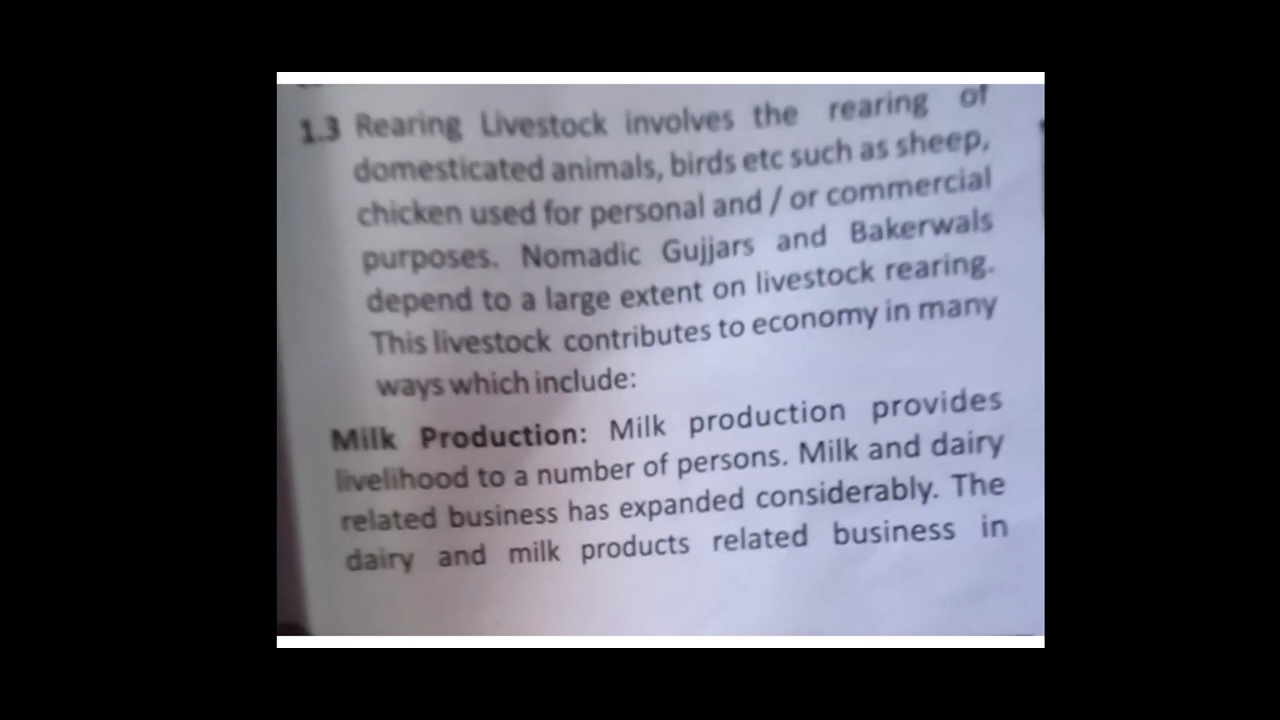 1.3 Rearing Livestock involves the rearing of
domesticated animals, birds etc such as sheep,
chicken used for personal and / or commercial
purposes. Nomadic Gujjars and Bakerwals
depend to a large extent on livestock rearing.
This livestock contributes to economy in many
ways which include:
Milk Production: Milk production provides
livelihood to a number of persons. Milk and dairy
related business has expanded considerably. The
dairy and milk products related business in